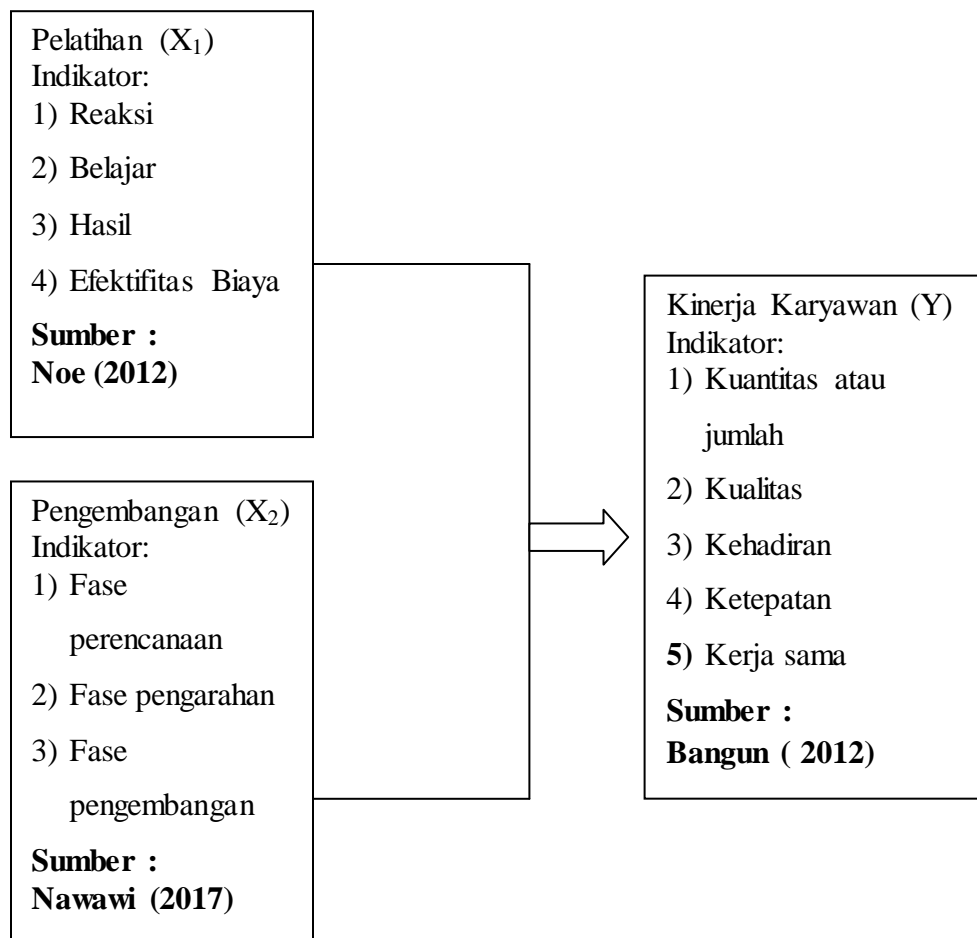 Pelatihan (X₁)
Indikator:
1) Reaksi
2) Belajar
3) Hasil
4) Efektifitas Biaya
Sumber :
Noe (2012)
Pengembangan (X₂)
Indikator:
1) Fase
perencanaan
2) Fase pengarahan
3) Fase
pengembangan
Sumber :
Nawawi (2017)
Kinerja Karyawan (Y)
Indikator:
1) Kuantitas atau
jumlah
2) Kualitas
3) Kehadiran
4) Ketepatan
5) Kerja sama
Sumber :
Bangun ( 2012)